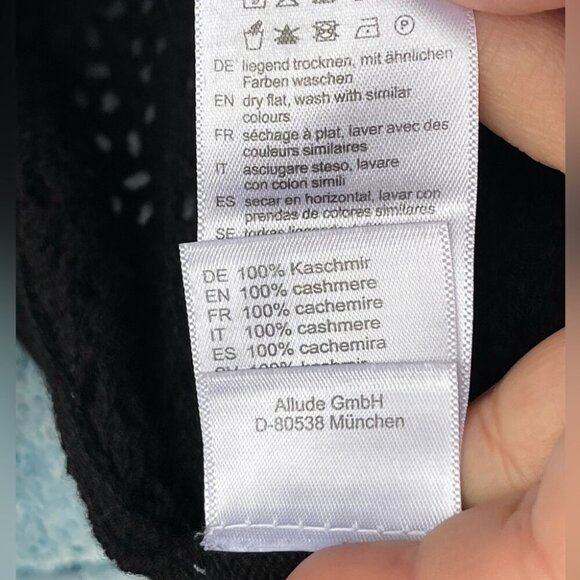 DE liegend trocknen, mit ähnlichen
Farben waschen
EN dry flat, wash with similar
colours
FR séchage à plat, laver avec des
couleurs similaires
IT asciugare steso, lavare
con colori simili
ES secar en horizontal, lavar con
prendas de colores similares
SE
DE 100% Kaschmir
EN 100% cashmere
FR 100% cachemire
IT 100% cashmere
ES 100% cachemira
100% kashmir
Allude GmbH
D-80538 München